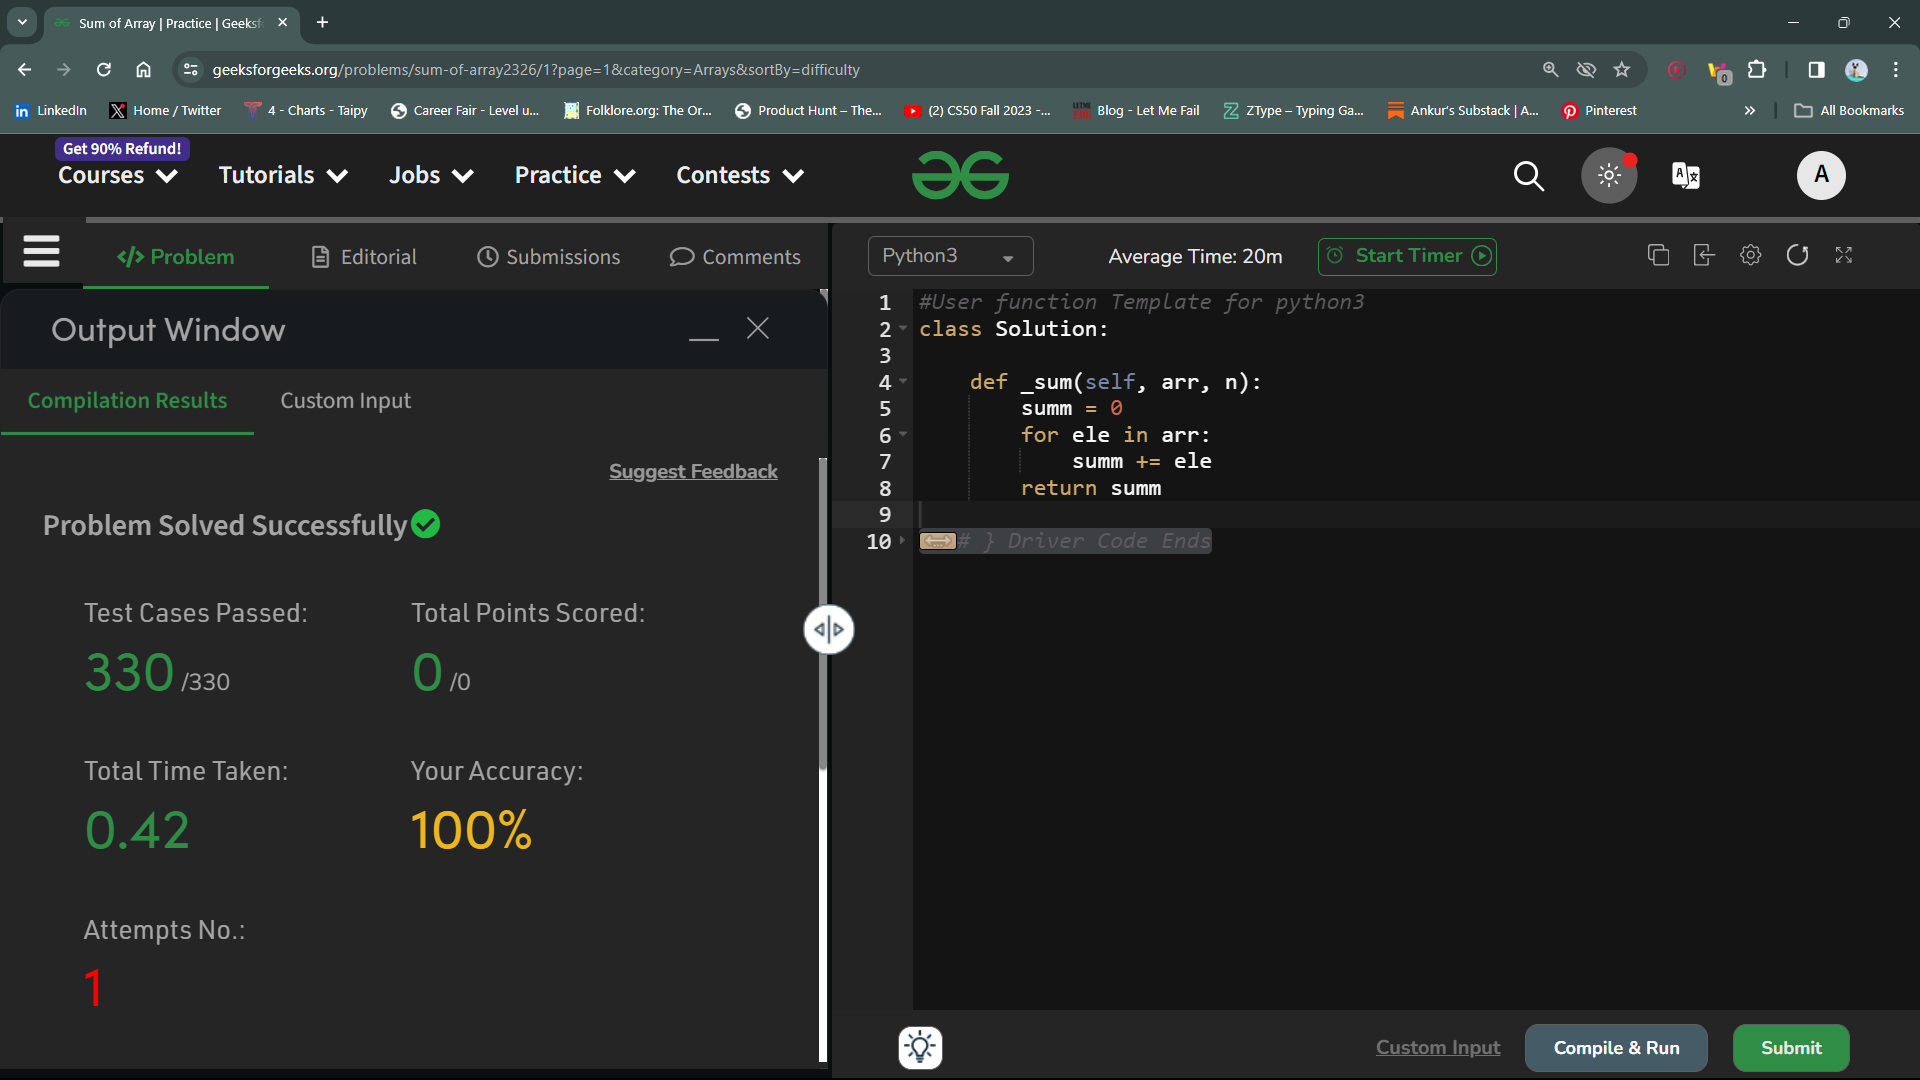 Sum of Array | Practice | Geeksf
geeksforgeeks.org/problems/sum-of-array2326/1?page=1&category=Arrays&sortBy=difficulty
0
LinkedIn
Home / Twitter
4 - Charts - Taipy
Career Fair - Level u...
Folklore.org: The Or...
Product Hunt – The...
(2) CS50 Fall 2023 -...
Blog - Let Me Fail
ZType – Typing Ga...
Ankur's Substack | A...
Pinterest
All Bookmarks
Get 90% Refund!
Courses
Tutorials
Jobs
Practice
Contests
A
</> Problem
Editorial
Submissions
Comments
Python3
Average Time: 20m
Start Timer
Output Window
Compilation Results
Custom Input
Suggest Feedback
Problem Solved Successfully
Test Cases Passed:
330 /330
Total Points Scored:
0 /0
Total Time Taken:
0.42
Your Accuracy:
100%
Attempts No.:
1
1 #User function Template for python3
2 class Solution:
3
4 def _sum(self, arr, n):
5 summ = 0
6 for ele in arr:
7 summ += ele
8 return summ
9
10 # } Driver Code Ends
Custom Input
Compile & Run
Submit